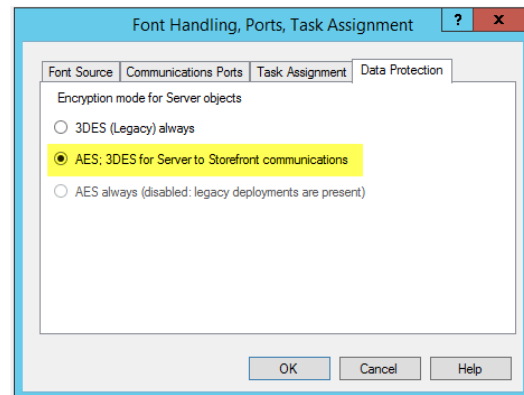 Font Handling, Ports, Task Assignment ? x
Font Source Communications Ports Task Assignment Data Protection
Encryption mode for Server objects
3DES (Legacy) always
AES; 3DES for Server to Storefront communications
AES always (disabled: legacy deployments are present)
OK Cancel Help